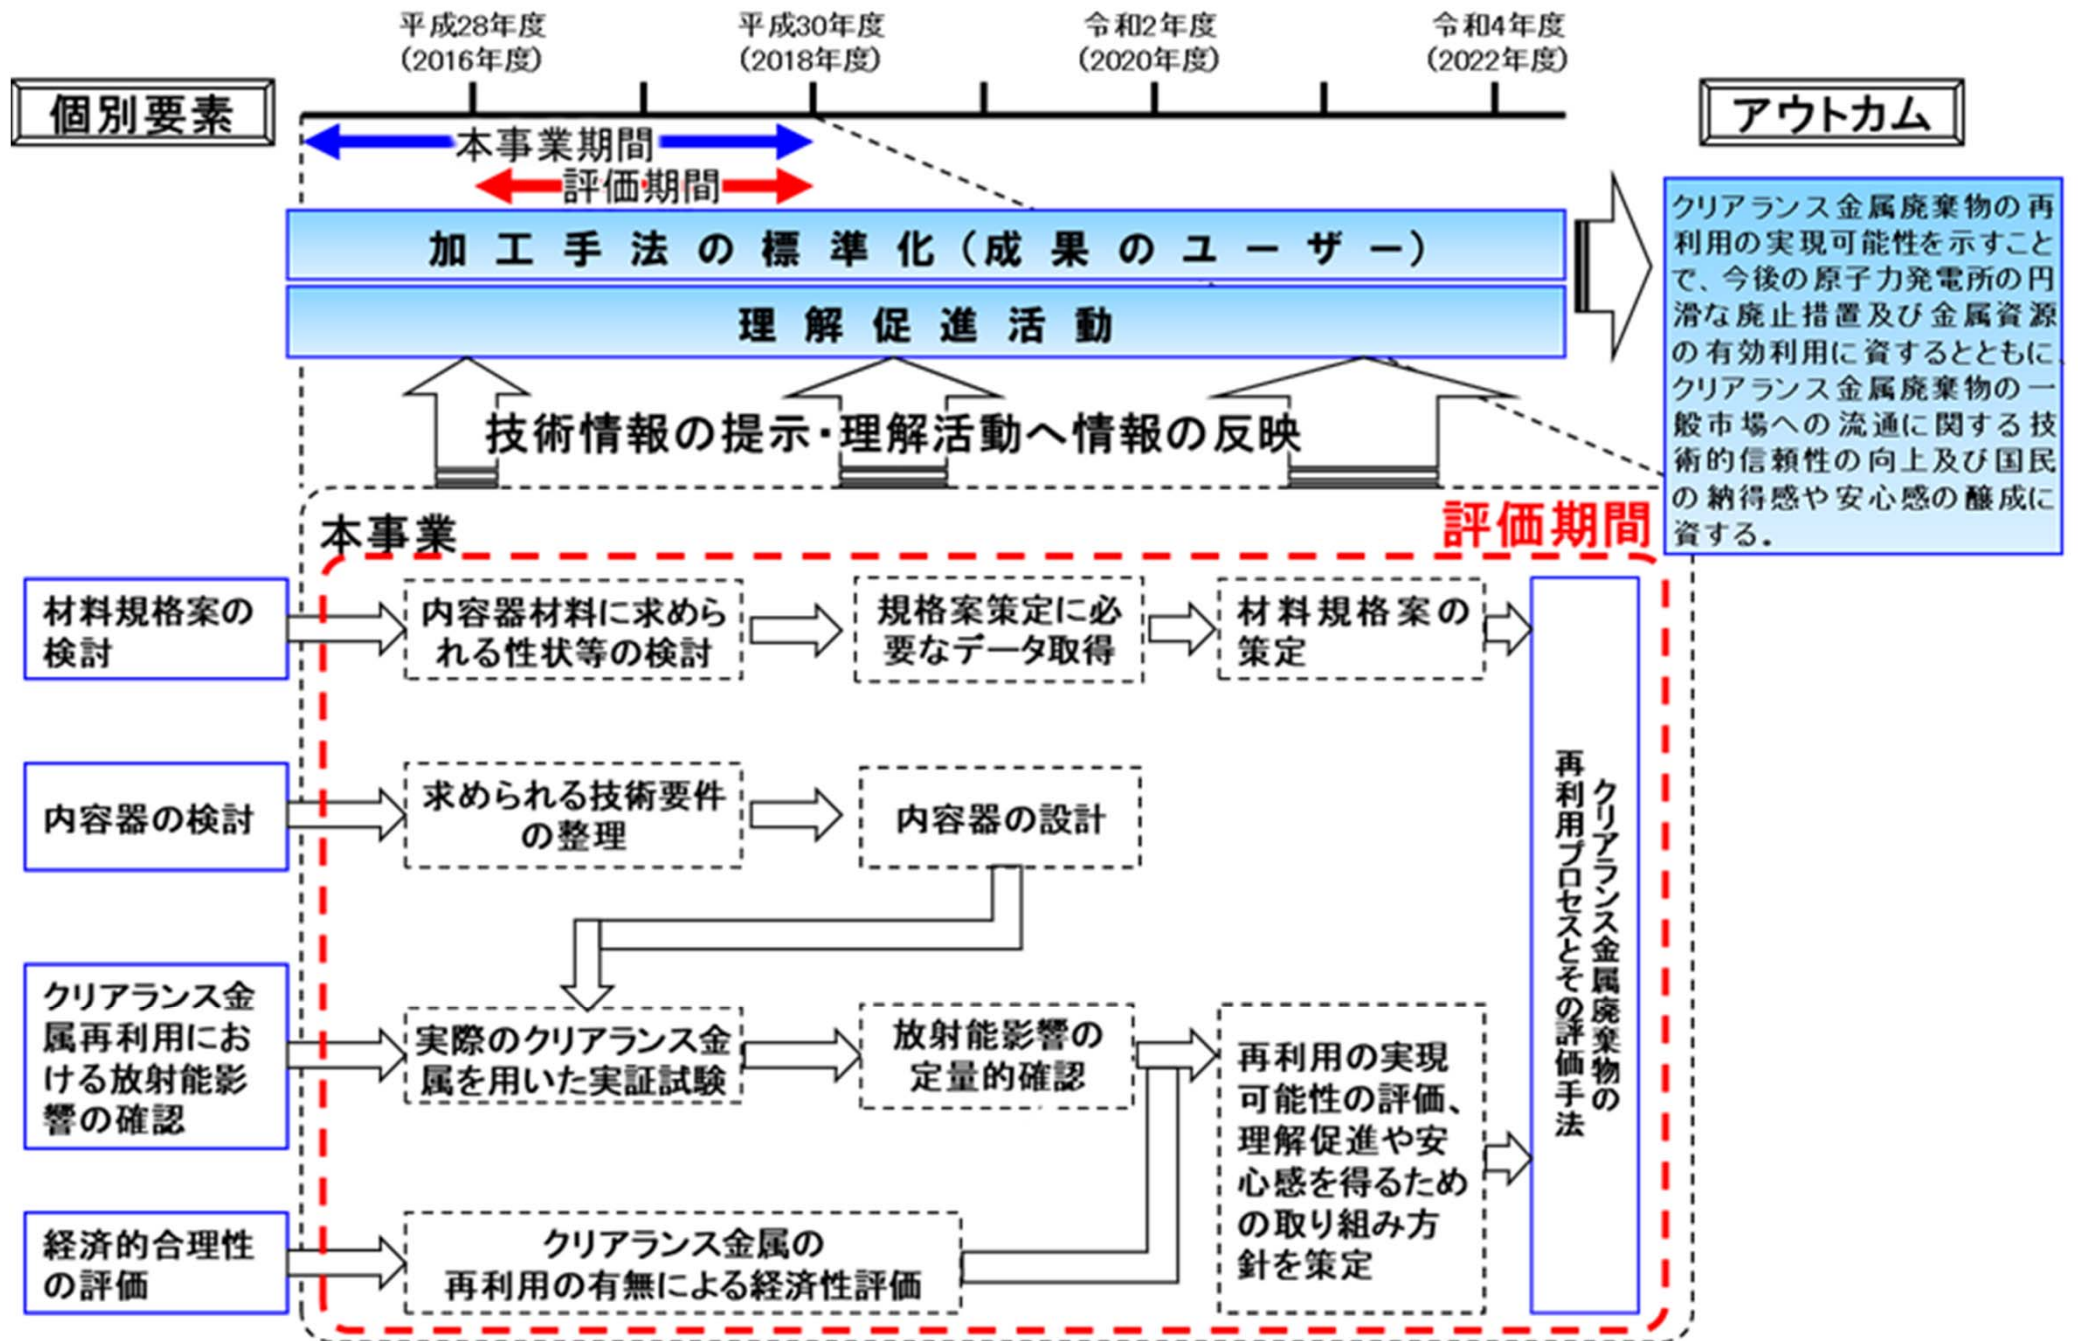 平成28年度
(2016年度)
平成30年度
(2018年度)
令和2年度
(2020年度)
令和4年度
(2022年度)
個別要素
アウトカム
本事業期間
評価期間
加工手法の標準化(成果のユーザー)
理解促進活動
クリアランス金属廃棄物の再
利用の実現可能性を示すこと
で、今後の原子力発電所の円
滑な廃止措置及び金属資源
の有効利用に資するとともに、
クリアランス金属廃棄物の一
般市場への流通に関する技
術的信頼性の向上及び国民
の納得感や安心感の醸成に
資する。
技術情報の提示・理解活動へ情報の反映
本事業
評価期間
材料規格案の
検討
内容器材料に求めら
れる性状等の検討
規格案策定に必
要なデータ取得
材料規格案の
策定
内容器の検討
求められる技術要件
の整理
内容器の設計
クリアランス金
属再利用にお
ける放射能影
響の確認
実際のクリアランス金
属を用いた実証試験
放射能影響の
定量的確認
再利用の実現
可能性の評価、
理解促進や安
心感を得るため
の取り組み方
針を策定
経済的合理性
の評価
クリアランス金属の
再利用の有無による経済性評価
クリアランス金属廃棄物の
再利用プロセスとその評価手法